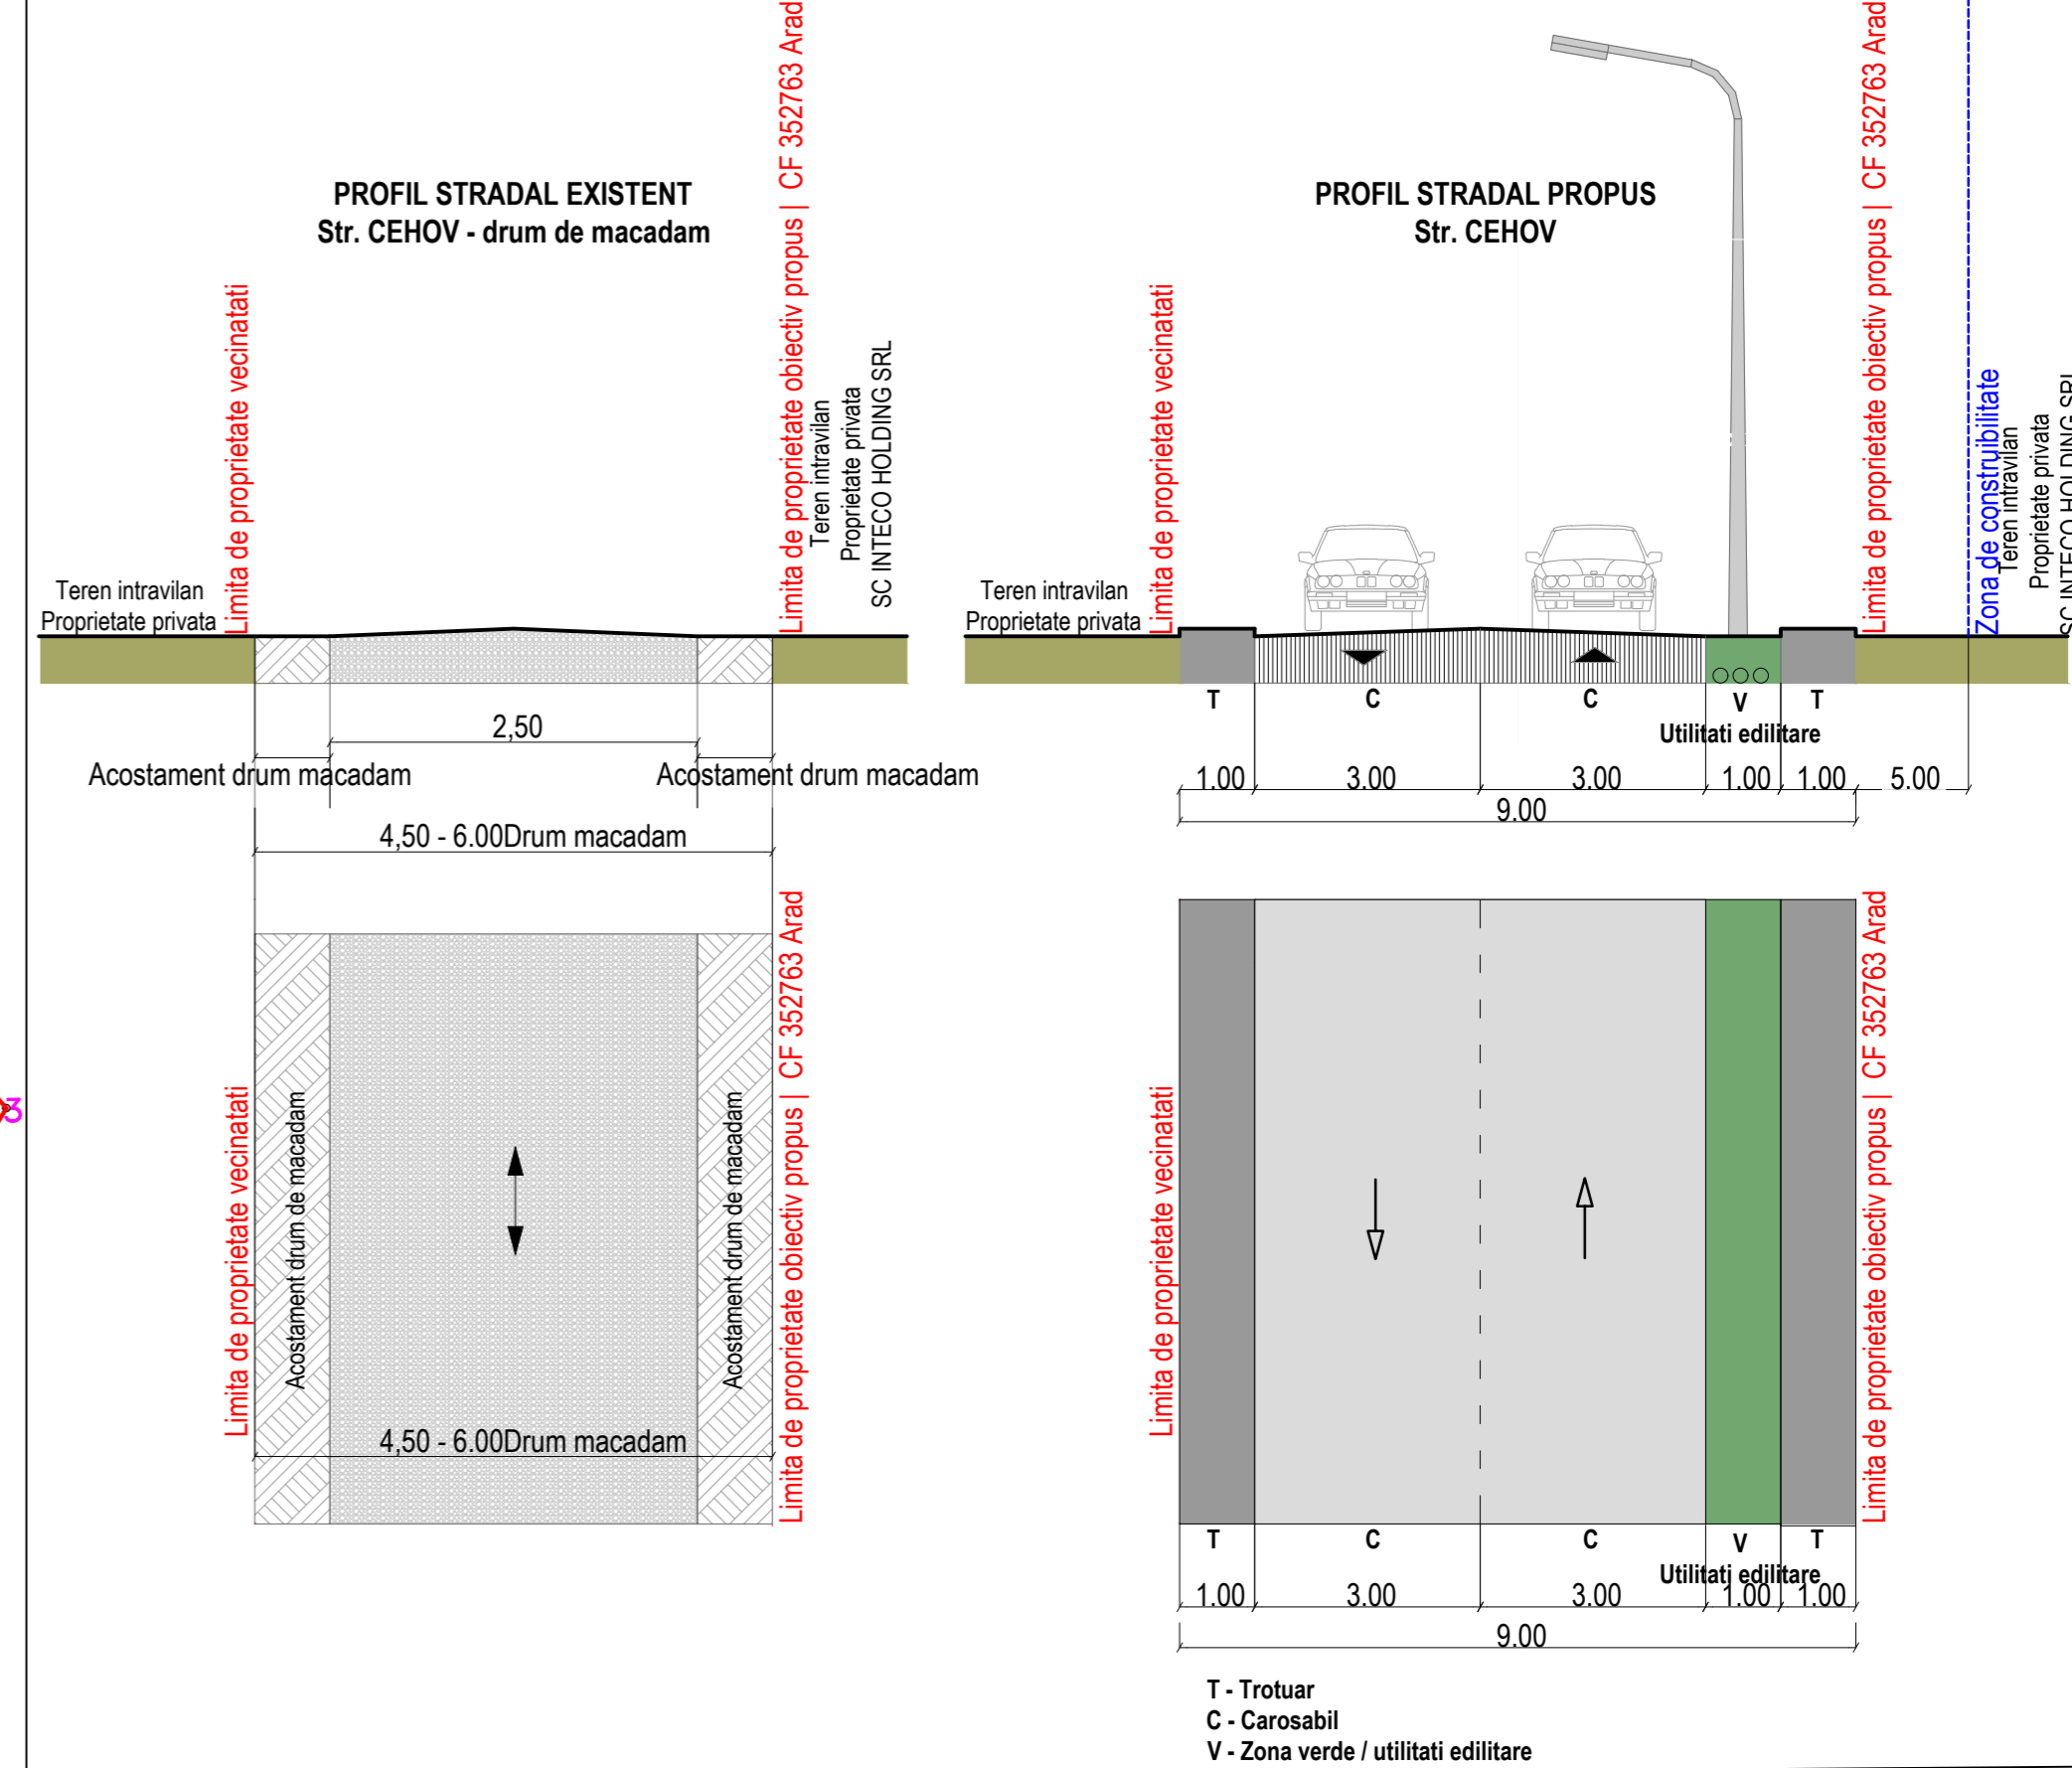 PROFIL STRADAL EXISTENT
Str. CEHOV - drum de macadam
Limita de proprietate vecinatati
Limita de proprietate obiectiv propus | CF 352763 Arad
Teren intravilan
Proprietate privata
SC INTECO HOLDING SRL
Teren intravilan
Proprietate privata
2,50
Acostament drum macadam
Acostament drum macadam
4,50 - 6.00Drum macadam
Limita de proprietate vecinatati
Acostament drum de macadam
Acostament drum de macadam
Limita de proprietate obiectiv propus | CF 352763 Arad
4,50 - 6.00Drum macadam
3
PROFIL STRADAL PROPUS
Str. CEHOV
Limita de proprietate vecinatati
Limita de proprietate obiectiv propus | CF 352763 Arad
Zona de construibilitate
Teren intravilan
Proprietate privata
SC INTECO HOLDING SRL
Teren intravilan
Proprietate privata
T C C V T
Utilitati edilitare
1.00 3.00 3.00 1.00 1.00 5.00
9.00
Limita de proprietate vecinatati
Limita de proprietate obiectiv propus | CF 352763 Arad
T C C V T
Utilitati edilitare
1.00 3.00 3.00 1.00 1.00
9.00
T - Trotuar
C - Carosabil
V - Zona verde / utilitati edilitare